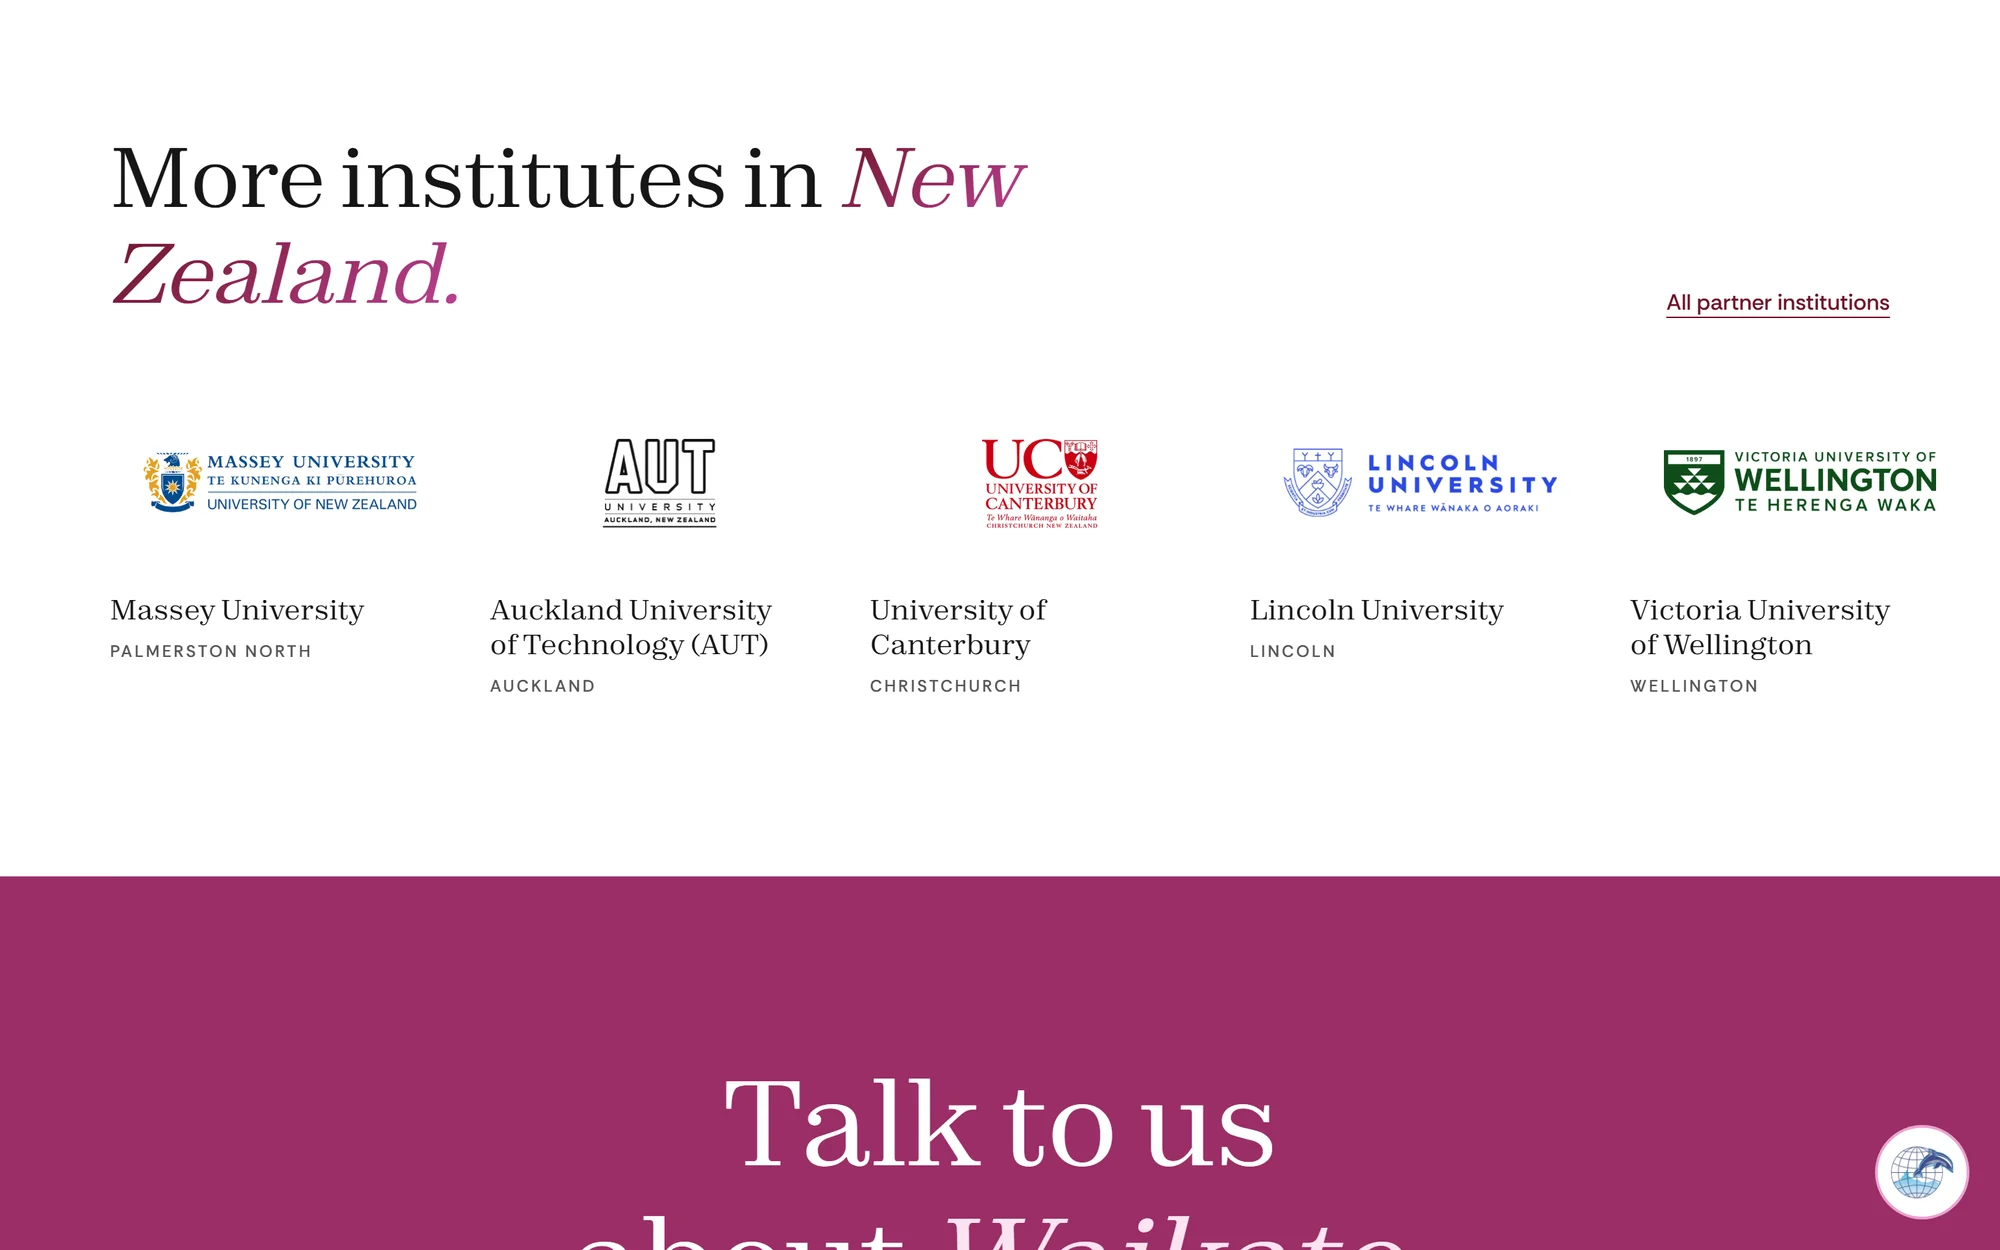 More institutes in New
Zealand.
All partner institutions
MASSEY UNIVERSITY
TE KUNENGA KI PUREHUROA
UNIVERSITY OF NEW ZEALAND
AUT
UNIVERSITY
AUCKLAND, NEW ZEALAND
UC
UNIVERSITY OF
CANTERBURY
Te Whare Wānanga o Waitaha
CHRISTCHURCH NEW ZEALAND
LINCOLN
UNIVERSITY
TE WHARE WĀNAKA O AORAKI
1897
VICTORIA UNIVERSITY OF
WELLINGTON
TE HERENGA WAKA
Massey University
PALMERSTON NORTH
Auckland University
of Technology (AUT)
AUCKLAND
University of
Canterbury
CHRISTCHURCH
Lincoln University
LINCOLN
Victoria University
of Wellington
WELLINGTON
Talk to us
about Waikato